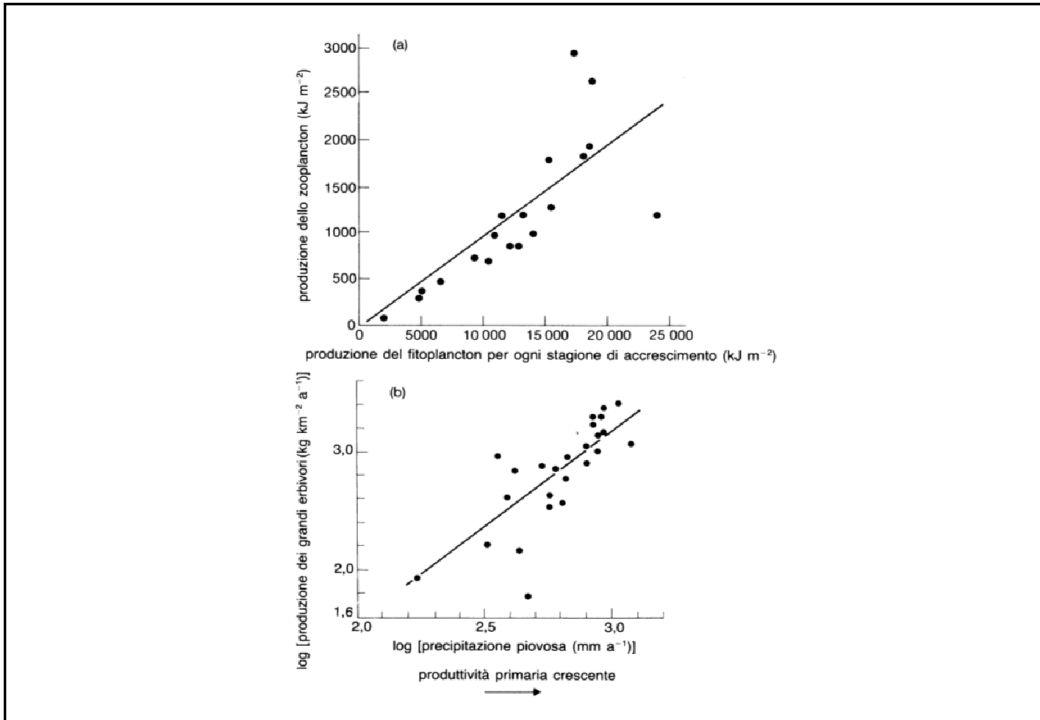 (a)
produzione dello zooplancton (kJ m⁻²)
3000
2500
2000
1500
1000
500
0
0 5000 10 000 15 000 20 000 25 000
produzione del fitoplancton per ogni stagione di accrescimento (kJ m⁻²)
(b)
log [produzione dei grandi erbivori (kg km⁻² a⁻¹)]
3,0
2,0
1,6
2,0 2,5 3,0
log [precipitazione piovosa (mm a⁻¹)]
produttività primaria crescente